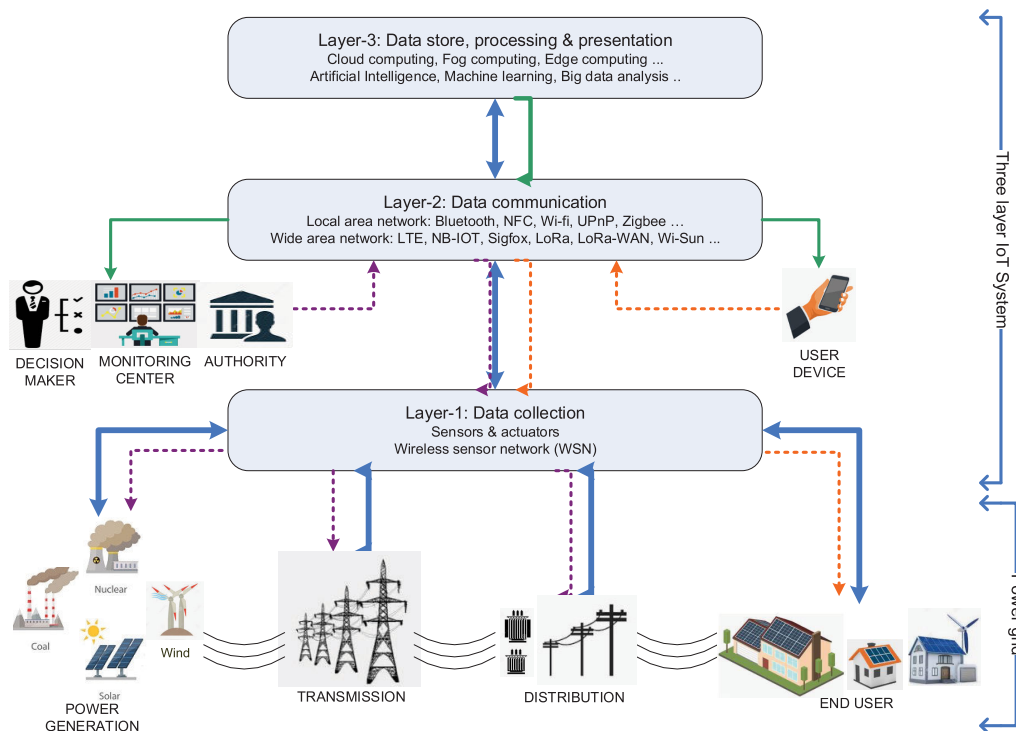 Layer-3: Data store, processing & presentation
Cloud computing, Fog computing, Edge computing ...
Artificial Intelligence, Machine learning, Big data analysis ..
Three layer IoT System
Layer-2: Data communication
Local area network: Bluetooth, NFC, Wi-fi, UPnP, Zigbee …
Wide area network: LTE, NB-IOT, Sigfox, LoRa, LoRa-WAN, Wi-Sun ...
DECISION
MAKER
MONITORING
CENTER
AUTHORITY
USER
DEVICE
Layer-1: Data collection
Sensors & actuators
Wireless sensor network (WSN)
Nuclear
Coal
Wind
Solar
POWER
GENERATION
TRANSMISSION
DISTRIBUTION
END USER